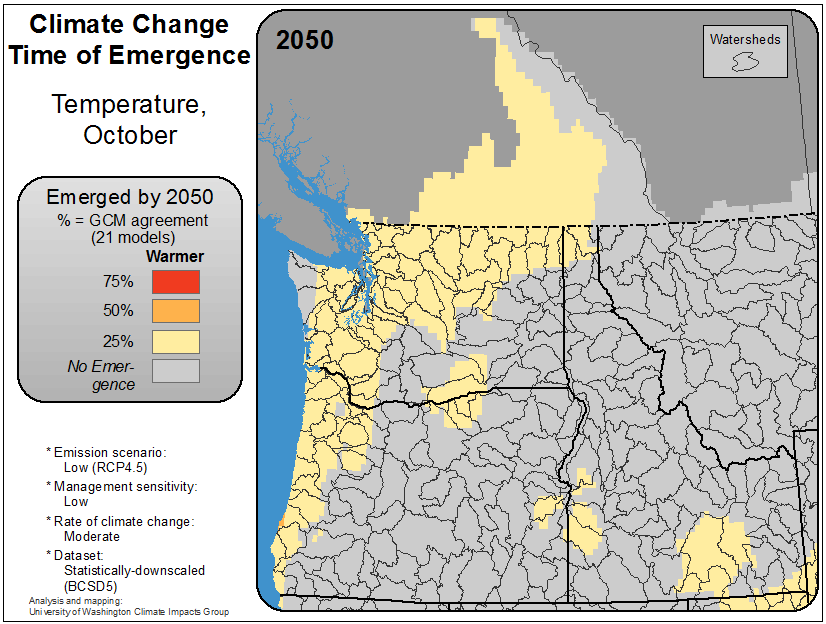 Climate Change
Time of Emergence
Temperature,
October
Emerged by 2050
% = GCM agreement
(21 models)
Warmer
75%
50%
25%
No Emer-
gence
* Emission scenario:
Low (RCP4.5)
* Management sensitivity:
Low
* Rate of climate change:
Moderate
* Dataset:
Statistically-downscaled
(BCSD5)
Analysis and mapping:
University of Washington Climate Impacts Group
2050
Watersheds